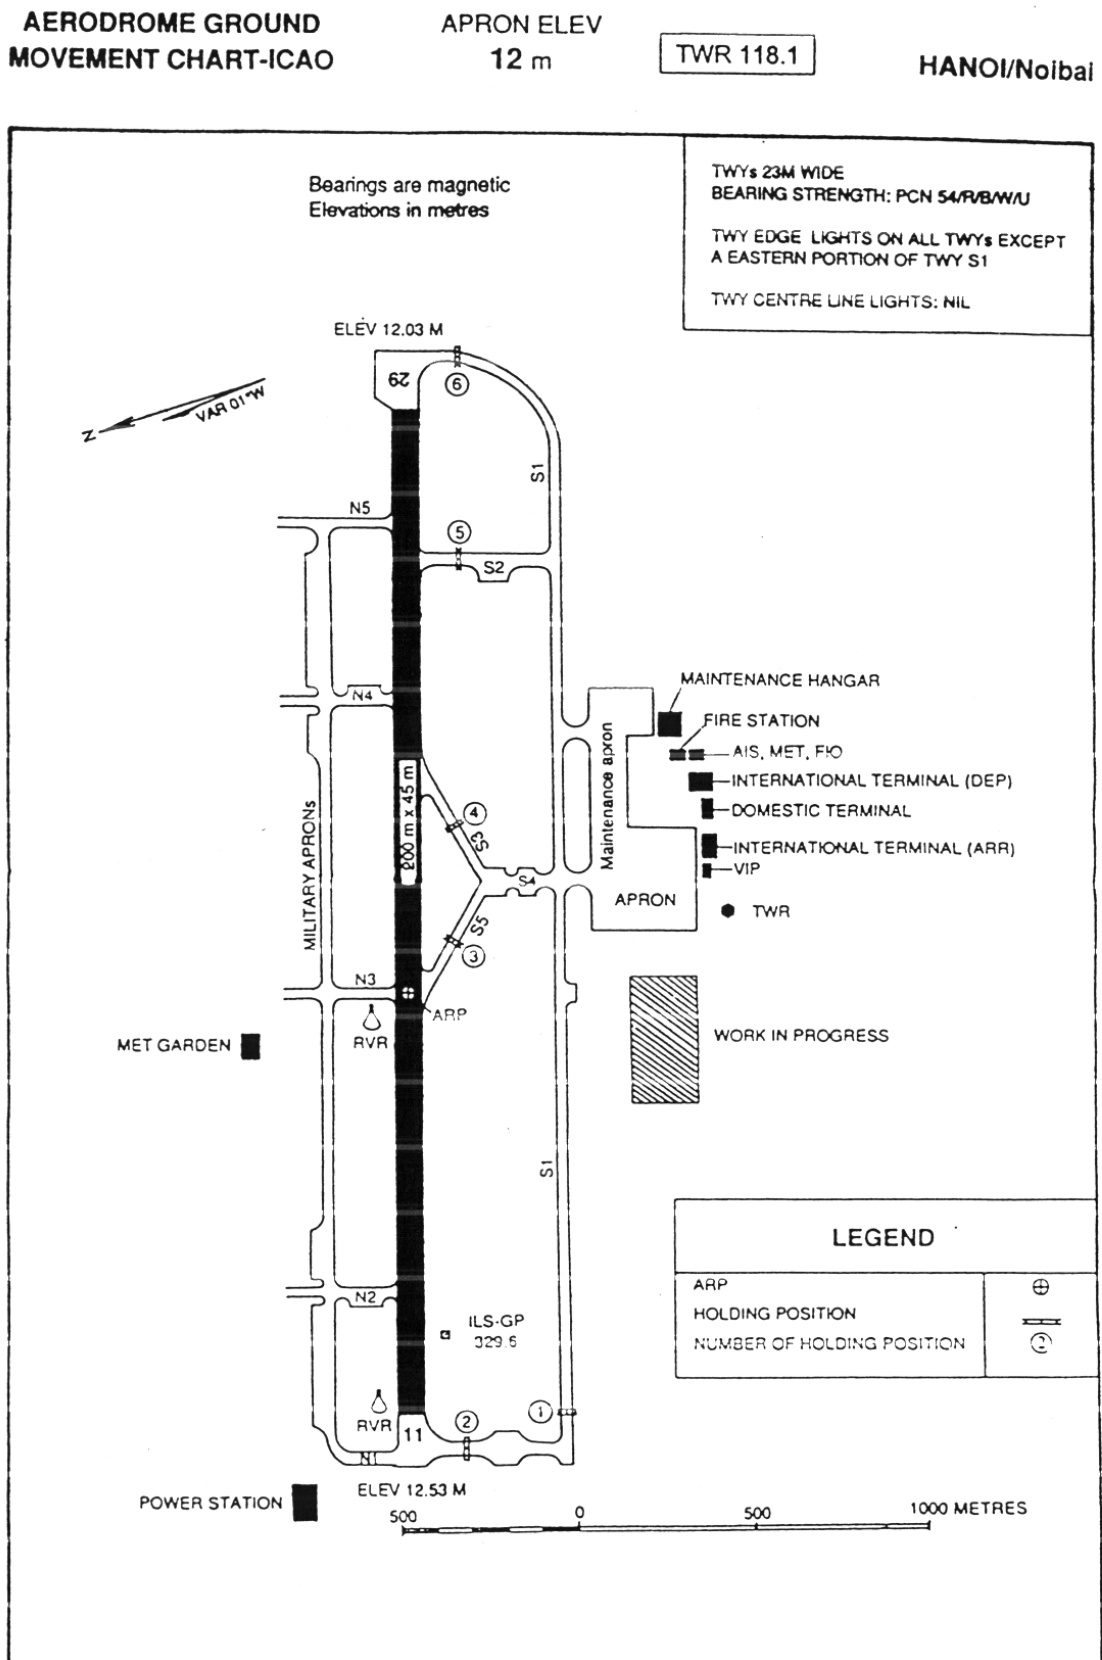 AERODROME GROUND
MOVEMENT CHART-ICAO
APRON ELEV
12 m
TWR 118.1
HANOI/Noibai
Bearings are magnetic
Elevations in metres
TWYs 23M WIDE
BEARING STRENGTH: PCN 54/R/B/W/U
TWY EDGE LIGHTS ON ALL TWYs EXCEPT
A EASTERN PORTION OF TWY S1
TWY CENTRE LINE LIGHTS: NIL
ELEV 12.03 M
29
6
N
VAR 01°W
S1
N5
5
S2
N4
MAINTENANCE HANGAR
FIRE STATION
AIS, MET, FIO
INTERNATIONAL TERMINAL (DEP)
DOMESTIC TERMINAL
INTERNATIONAL TERMINAL (ARR)
VIP
TWR
Maintenance apron
APRON
200 m x 45 m
4
S3
S4
S5
3
MILITARY APRONs
N3
ARP
RVR
MET GARDEN
WORK IN PROGRESS
S1
N2
ILS-GP
329.6
LEGEND
ARP
HOLDING POSITION
NUMBER OF HOLDING POSITION
2
RVR
11
2
1
ELEV 12.53 M
POWER STATION
500
0
500
1000 METRES